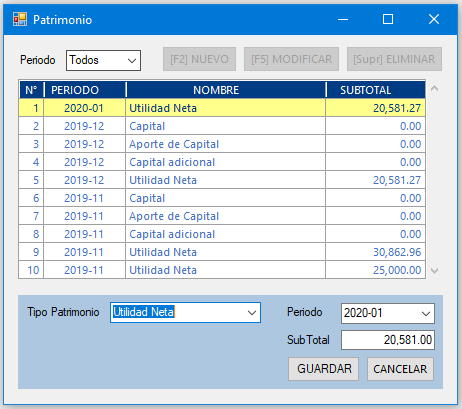 Patrimonio
Periodo Todos [F2] NUEVO [F5] MODIFICAR [Supr] ELIMINAR
N° PERIODO NOMBRE SUBTOTAL
1 2020-01 Utilidad Neta 20,581.27
2 2019-12 Capital 0.00
3 2019-12 Aporte de Capital 0.00
4 2019-12 Capital adicional 0.00
5 2019-12 Utilidad Neta 20,581.27
6 2019-11 Capital 0.00
7 2019-11 Aporte de Capital 0.00
8 2019-11 Capital adicional 0.00
9 2019-11 Utilidad Neta 30,862.96
10 2019-11 Utilidad Neta 25,000.00
Tipo Patrimonio Utilidad Neta Periodo 2020-01
SubTotal 20,581.00
GUARDAR CANCELAR